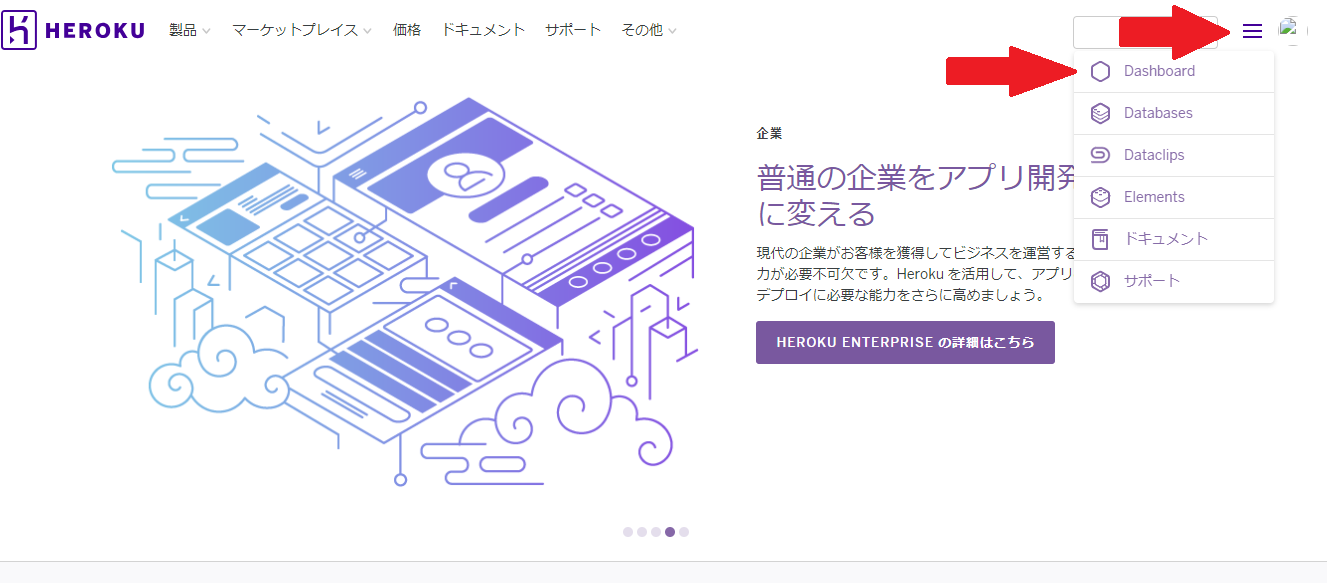 HEROKU 製品 マーケットプレイス 価格 ドキュメント サポート その他
Dashboard
Databases
Dataclips
Elements
ドキュメント
サポート
企業
普通の企業をアプリ開発
に変える
現代の企業がお客様を獲得してビジネスを運営する
力が必要不可欠です。Heroku を活用して、アプリ
デプロイに必要な能力をさらに高めましょう。
HEROKU ENTERPRISE の詳細はこちら